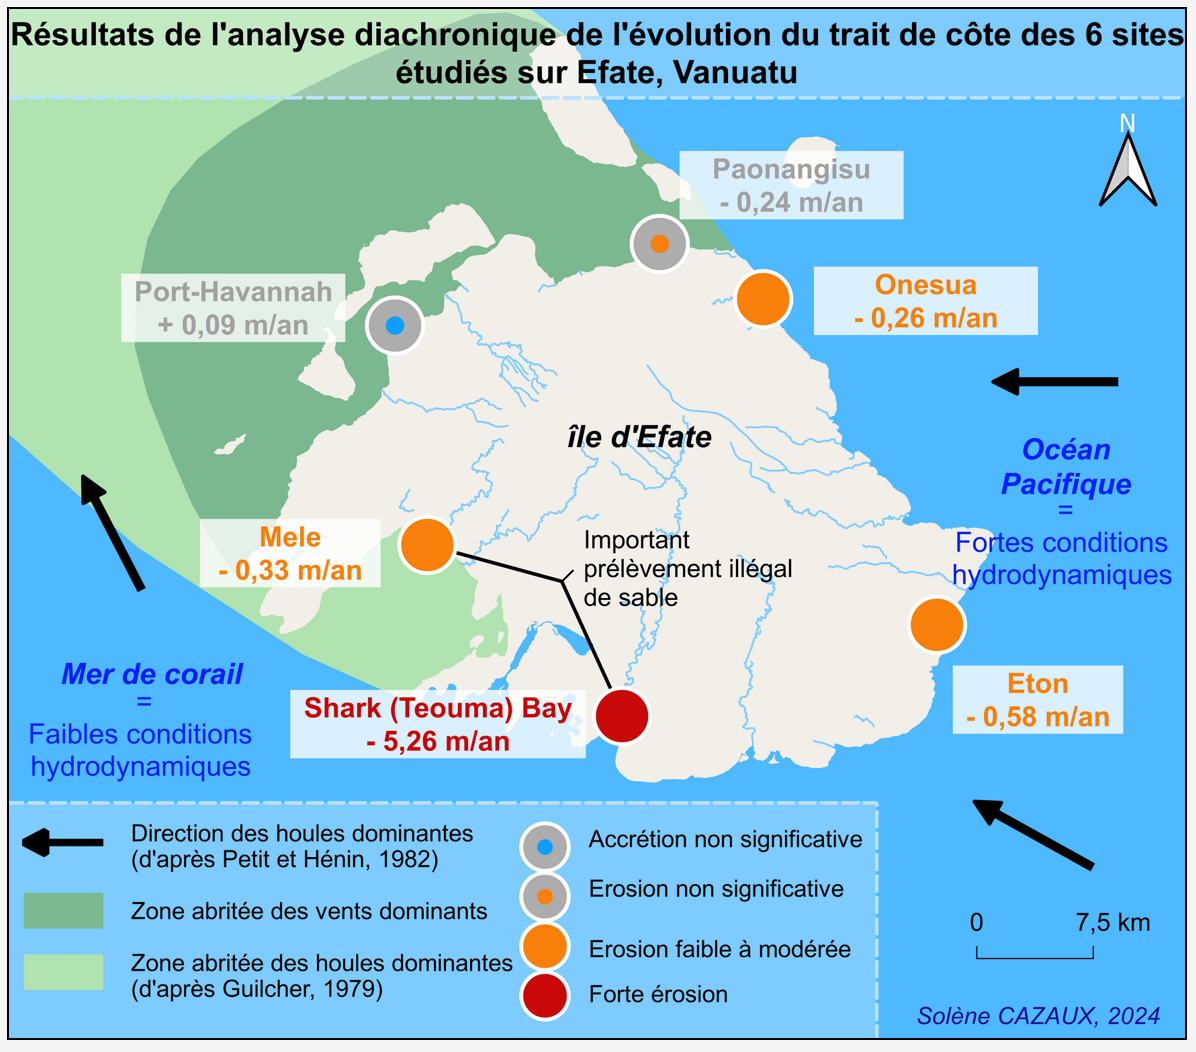 Résultats de l'analyse diachronique de l'évolution du trait de côte des 6 sites
étudiés sur Efate, Vanuatu
N
Paonangisu
- 0,24 m/an
Port-Havannah
+ 0,09 m/an
Onesua
- 0,26 m/an
île d'Efate
Océan
Pacifique
=
Fortes conditions
hydrodynamiques
Mele
- 0,33 m/an
Important
prélèvement illégal
de sable
Mer de corail
=
Faibles conditions
hydrodynamiques
Shark (Teouma) Bay
- 5,26 m/an
Eton
- 0,58 m/an
Direction des houles dominantes
(d'après Petit et Hénin, 1982)
Zone abritée des vents dominants
Zone abritée des houles dominantes
(d'après Guilcher, 1979)
Accrétion non significative
Erosion non significative
Erosion faible à modérée
Forte érosion
0 7,5 km
Solène CAZAUX, 2024